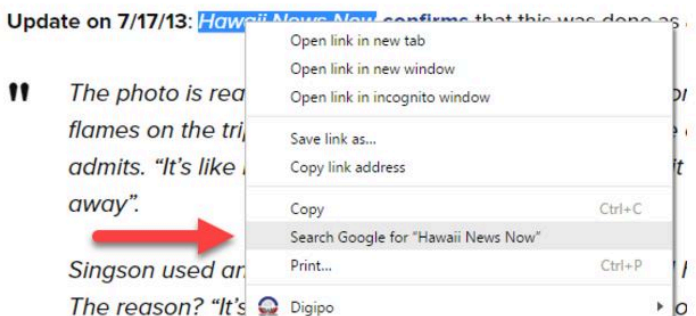 Update on 7/17/13: Hawaii News Now confirms that this was done as
Open link in new tab
Open link in new window
Open link in incognito window
Save link as...
Copy link address
Copy Ctrl+C
Search Google for “Hawaii News Now”
Print... Ctrl+P
Digipo
" The photo is
flames on the
admits. “It’s like
away”.
Singson used
The reason? “It’s